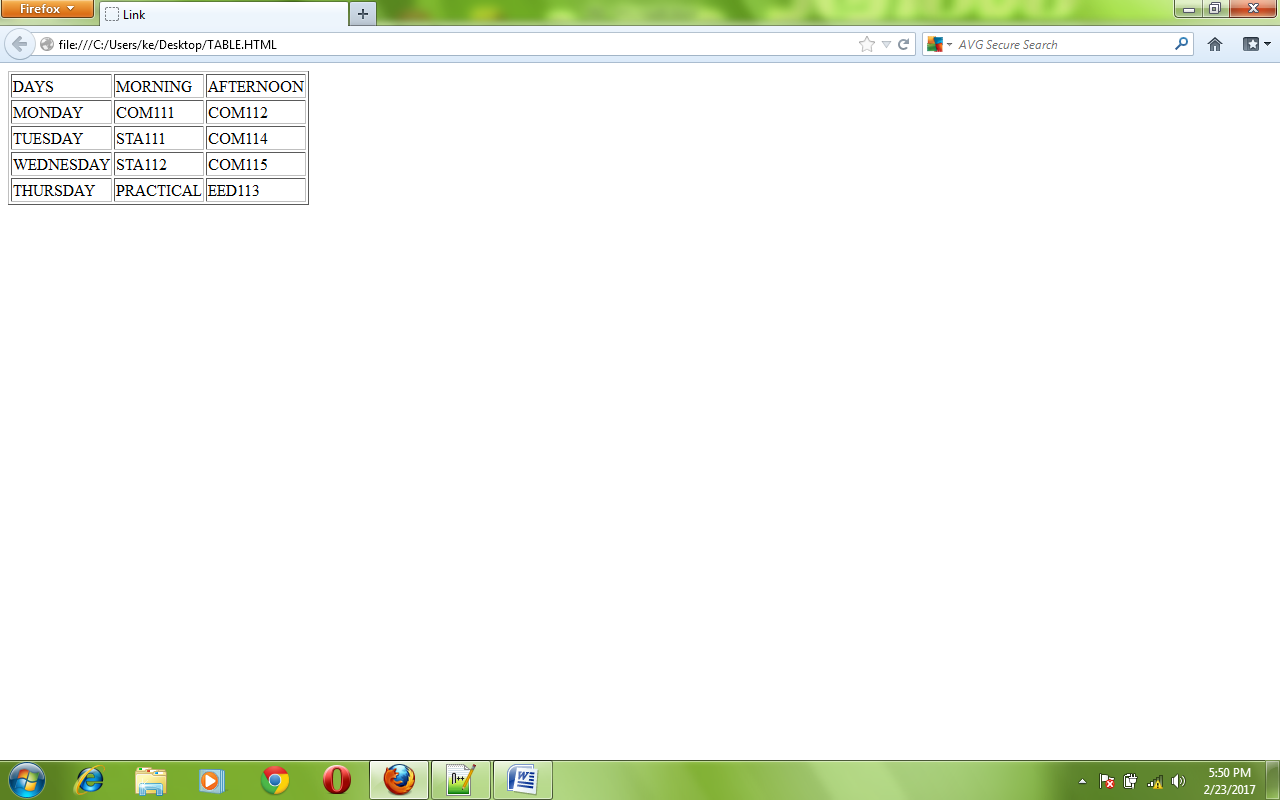 Firefox
Link
file:///C:/Users/ke/Desktop/TABLE.HTML
AVG Secure Search
DAYS MORNING AFTERNOON
MONDAY COM111 COM112
TUESDAY STA111 COM114
WEDNESDAY STA112 COM115
THURSDAY PRACTICAL EED113
5:50 PM
2/23/2017